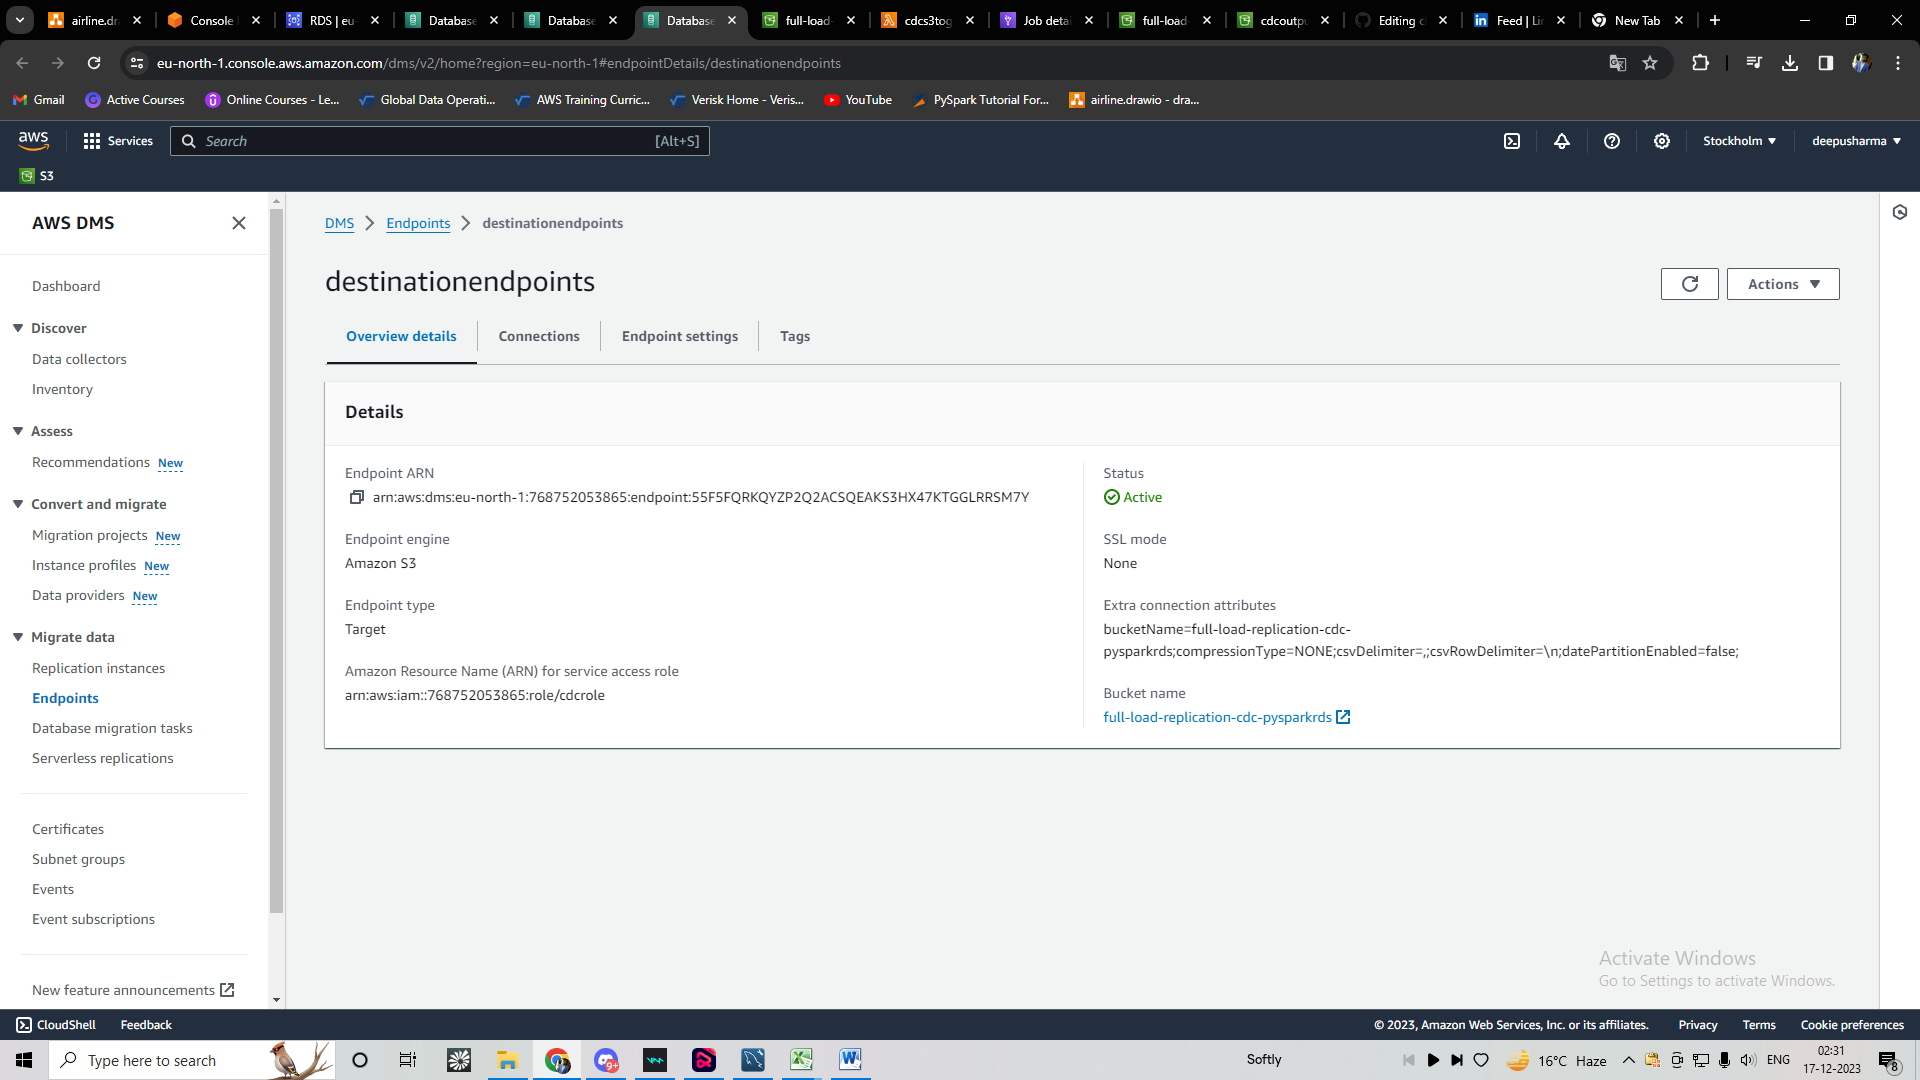 airline.dra
Console
RDS | eu-
Database
Database
Database
full-load-
cdcs3tog
Job detai
full-load-
cdcoutpu
Editing c
Feed | Lin
New Tab
eu-north-1.console.aws.amazon.com/dms/v2/home?region=eu-north-1#endpointDetails/destinationendpoints
Gmail
Active Courses
Online Courses - Le...
Global Data Operati...
AWS Training Curric...
Verisk Home - Veris...
YouTube
PySpark Tutorial For...
airline.drawio - dra...
aws
Services
Search
[Alt+S]
Stockholm
deepusharma
S3
AWS DMS
Dashboard
Discover
Data collectors
Inventory
Assess
Recommendations New
Convert and migrate
Migration projects New
Instance profiles New
Data providers New
Migrate data
Replication instances
Endpoints
Database migration tasks
Serverless replications
Certificates
Subnet groups
Events
Event subscriptions
New feature announcements
DMS > Endpoints > destinationendpoints
destinationendpoints
Actions
Overview details
Connections
Endpoint settings
Tags
Details
Endpoint ARN
arn:aws:dms:eu-north-1:768752053865:endpoint:55F5FQRKQYZP2Q2ACSQEAKS3HX47KTGGLRRSM7Y
Endpoint engine
Amazon S3
Endpoint type
Target
Amazon Resource Name (ARN) for service access role
arn:aws:iam::768752053865:role/cdcrole
Status
Active
SSL mode
None
Extra connection attributes
bucketName=full-load-replication-cdc-
pysparkrds;compressionType=NONE;csvDelimiter=,;csvRowDelimiter=\n;datePartitionEnabled=false;
Bucket name
full-load-replication-cdc-pysparkrds
Activate Windows
Go to Settings to activate Windows.
CloudShell
Feedback
© 2023, Amazon Web Services, Inc. or its affiliates.
Privacy
Terms
Cookie preferences
Type here to search
9+
Softly
16°C Haze
ENG
02:31
17-12-2023
8